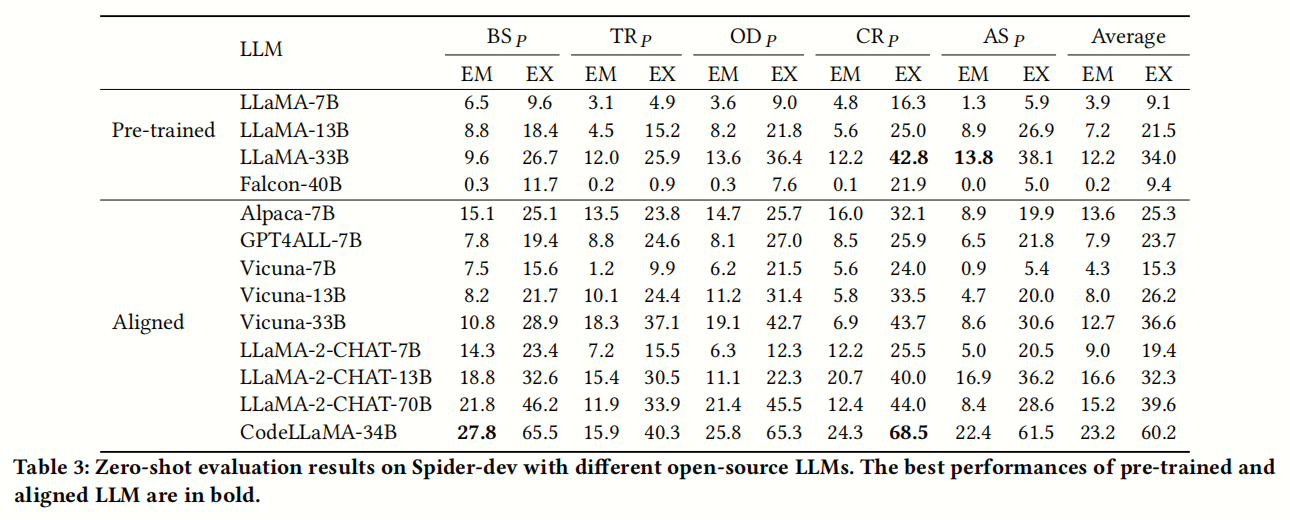 LLM BS P TR P OD P CR P AS P Average
EM EX EM EX EM EX EM EX EM EX EM EX
Pre-trained
LLaMA-7B 6.5 9.6 3.1 4.9 3.6 9.0 4.8 16.3 1.3 5.9 3.9 9.1
LLaMA-13B 8.8 18.4 4.5 15.2 8.2 21.8 5.6 25.0 8.9 26.9 7.2 21.5
LLaMA-33B 9.6 26.7 12.0 25.9 13.6 36.4 12.2 42.8 13.8 38.1 12.2 34.0
Falcon-40B 0.3 11.7 0.2 0.9 0.3 7.6 0.1 21.9 0.0 5.0 0.2 9.4
Aligned
Alpaca-7B 15.1 25.1 13.5 23.8 14.7 25.7 16.0 32.1 8.9 19.9 13.6 25.3
GPT4ALL-7B 7.8 19.4 8.8 24.6 8.1 27.0 8.5 25.9 6.5 21.8 7.9 23.7
Vicuna-7B 7.5 15.6 1.2 9.9 6.2 21.5 5.6 24.0 0.9 5.4 4.3 15.3
Vicuna-13B 8.2 21.7 10.1 24.4 11.2 31.4 5.8 33.5 4.7 20.0 8.0 26.2
Vicuna-33B 10.8 28.9 18.3 37.1 19.1 42.7 6.9 43.7 8.6 30.6 12.7 36.6
LLaMA-2-CHAT-7B 14.3 23.4 7.2 15.5 6.3 12.3 12.2 25.5 5.0 20.5 9.0 19.4
LLaMA-2-CHAT-13B 18.8 32.6 15.4 30.5 11.1 22.3 20.7 40.0 16.9 36.2 16.6 32.3
LLaMA-2-CHAT-70B 21.8 46.2 11.9 33.9 21.4 45.5 12.4 44.0 8.4 28.6 15.2 39.6
CodeLLaMA-34B 27.8 65.5 15.9 40.3 25.8 65.3 24.3 68.5 22.4 61.5 23.2 60.2
Table 3: Zero-shot evaluation results on Spider-dev with different open-source LLMs. The best performances of pre-trained and
aligned LLM are in bold.